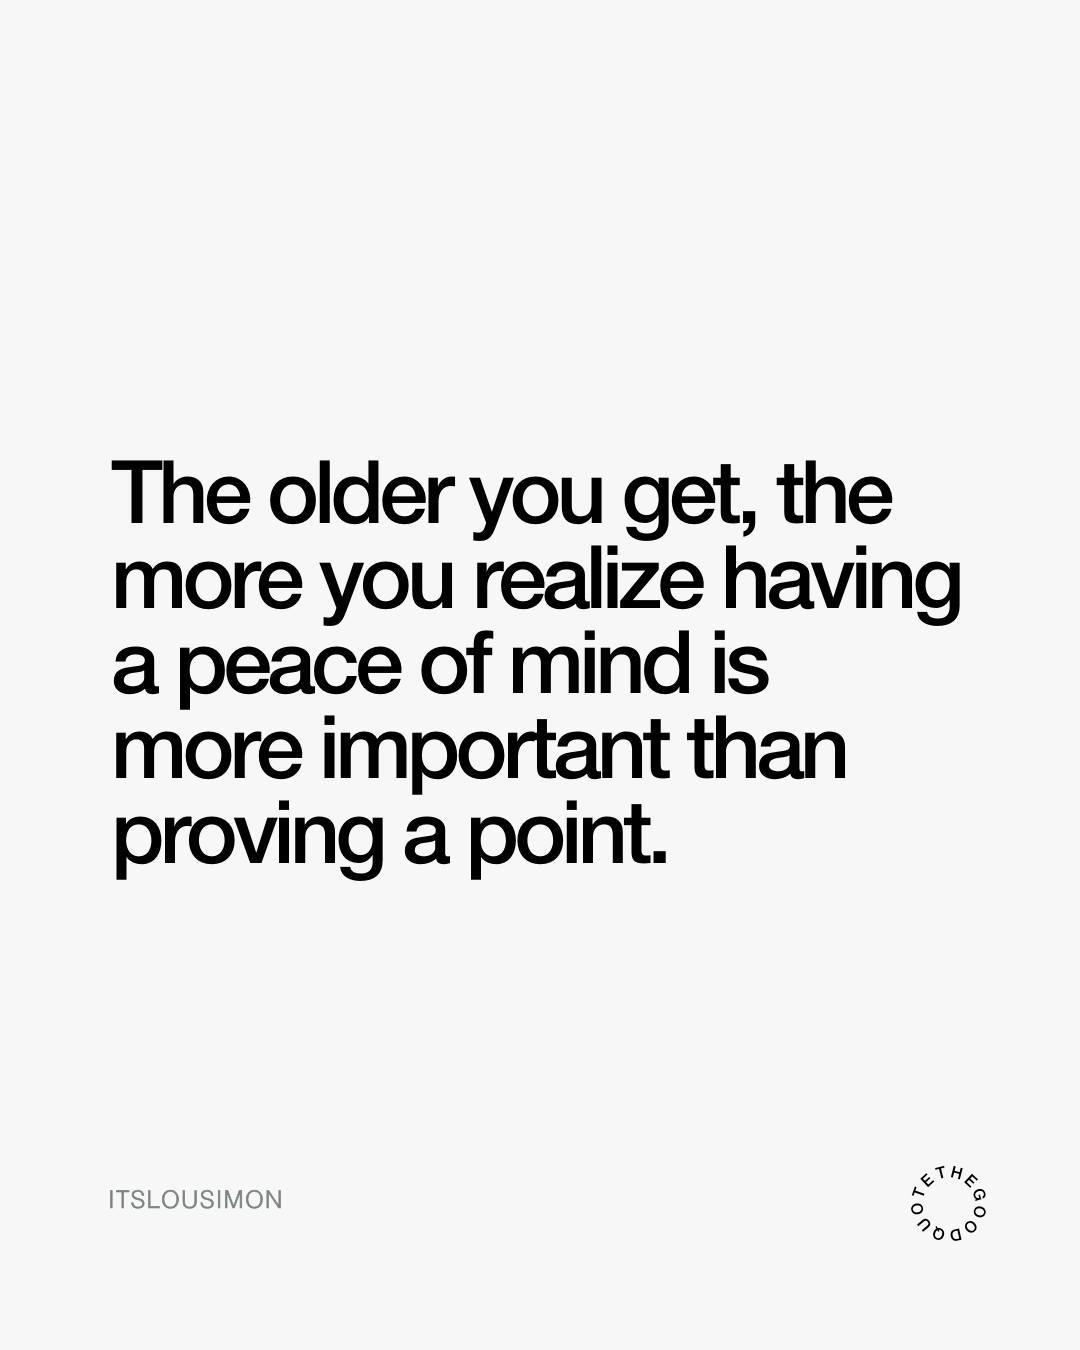 The older you get, the
more you realize having
a peace of mind is
more important than
proving a point.
ITSLOUSIMON
THEGOODQUOTE